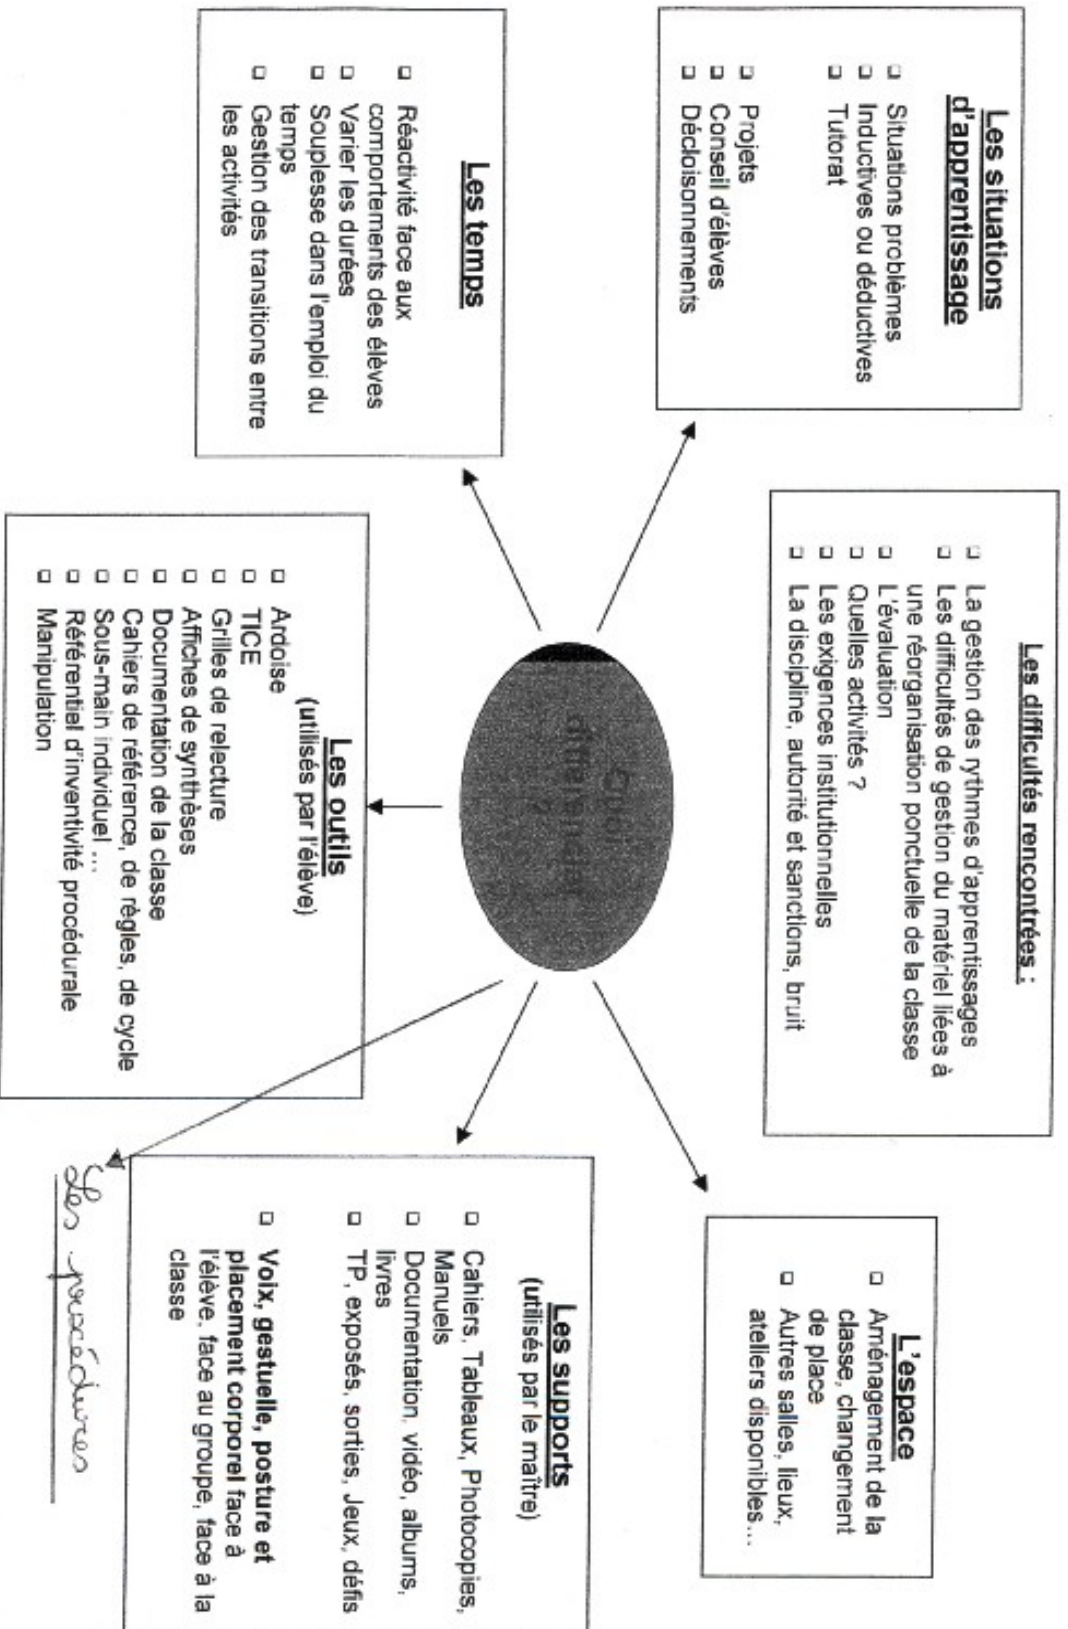 Les situations
d'apprentissage
Situations problèmes
Inductives ou déductives
Tutorat
Projets
Conseil d'élèves
Décloisonnements
Les difficultés rencontrées :
La gestion des rythmes d'apprentissages
Les difficultés de gestion du matériel liées à
une réorganisation ponctuelle de la classe
L'évaluation
Quelles activités ?
Les exigences institutionnelles
La discipline, autorité et sanctions, bruit
L'espace
Aménagement de la
classe, changement
de place
Autres salles, lieux,
ateliers disponibles…
Quoi
différencier
?
Les temps
Réactivité face aux
comportements des élèves
Varier les durées
Souplesse dans l'emploi du
temps
Gestion des transitions entre
les activités
Les outils
(utilisés par l'élève)
Ardoise
TICE
Grilles de relecture
Affiches de synthèses
Documentation de la classe
Cahiers de référence, de règles, de cycle
Sous-main individuel …
Référentiel d'inventivité procédurale
Manipulation
Les supports
(utilisés par le maître)
Cahiers, Tableaux, Photocopies,
Manuels
Documentation, vidéo, albums,
livres
TP, exposés, sorties, Jeux, défis
Voix, gestuelle, posture et
placement corporel face à
l'élève, face au groupe, face à la
classe
Les procédures